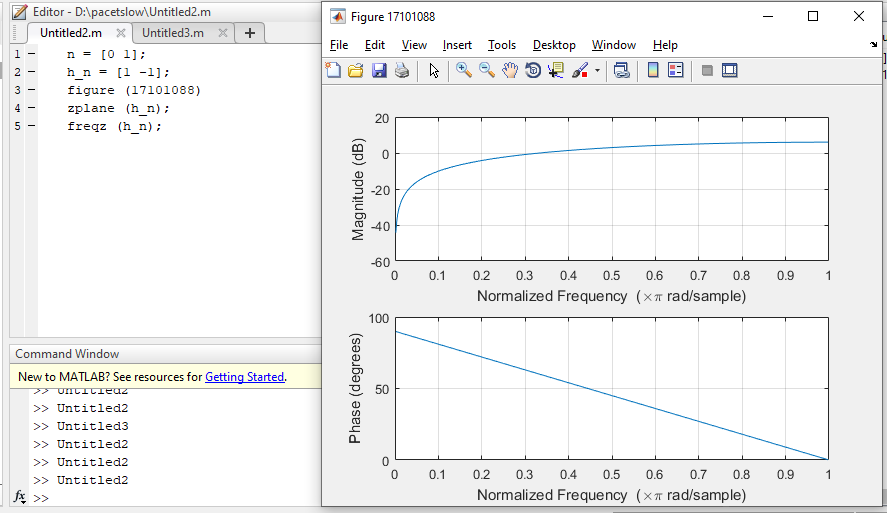 Editor - D:\pacetslow\Untitled2.m
Untitled2.m
Untitled3.m
1 n = [0 1];
2 h_n = [1 -1];
3 figure (17101088)
4 zplane (h_n);
5 freqz (h_n);
Command Window
New to MATLAB? See resources for Getting Started.
>> Untitled2
>> Untitled2
>> Untitled3
>> Untitled2
>> Untitled2
>> Untitled2
fx >>
Figure 17101088
File Edit View Insert Tools Desktop Window Help
20
0
-20
-40
-60
Magnitude (dB)
0 0.1 0.2 0.3 0.4 0.5 0.6 0.7 0.8 0.9 1
Normalized Frequency (×π rad/sample)
100
50
0
Phase (degrees)
0 0.1 0.2 0.3 0.4 0.5 0.6 0.7 0.8 0.9 1
Normalized Frequency (×π rad/sample)